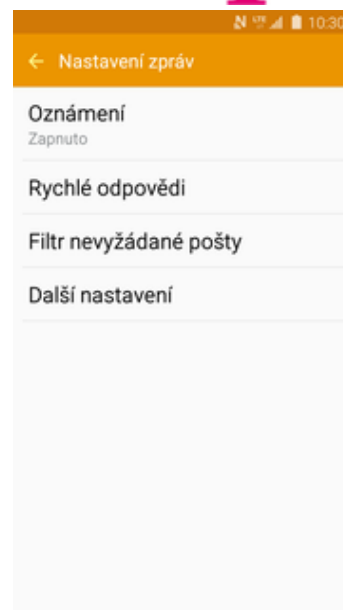 10:30
Nastavení zpráv
Oznámení
Zapnuto
Rychlé odpovědi
Filtr nevyžádané pošty
Další nastavení